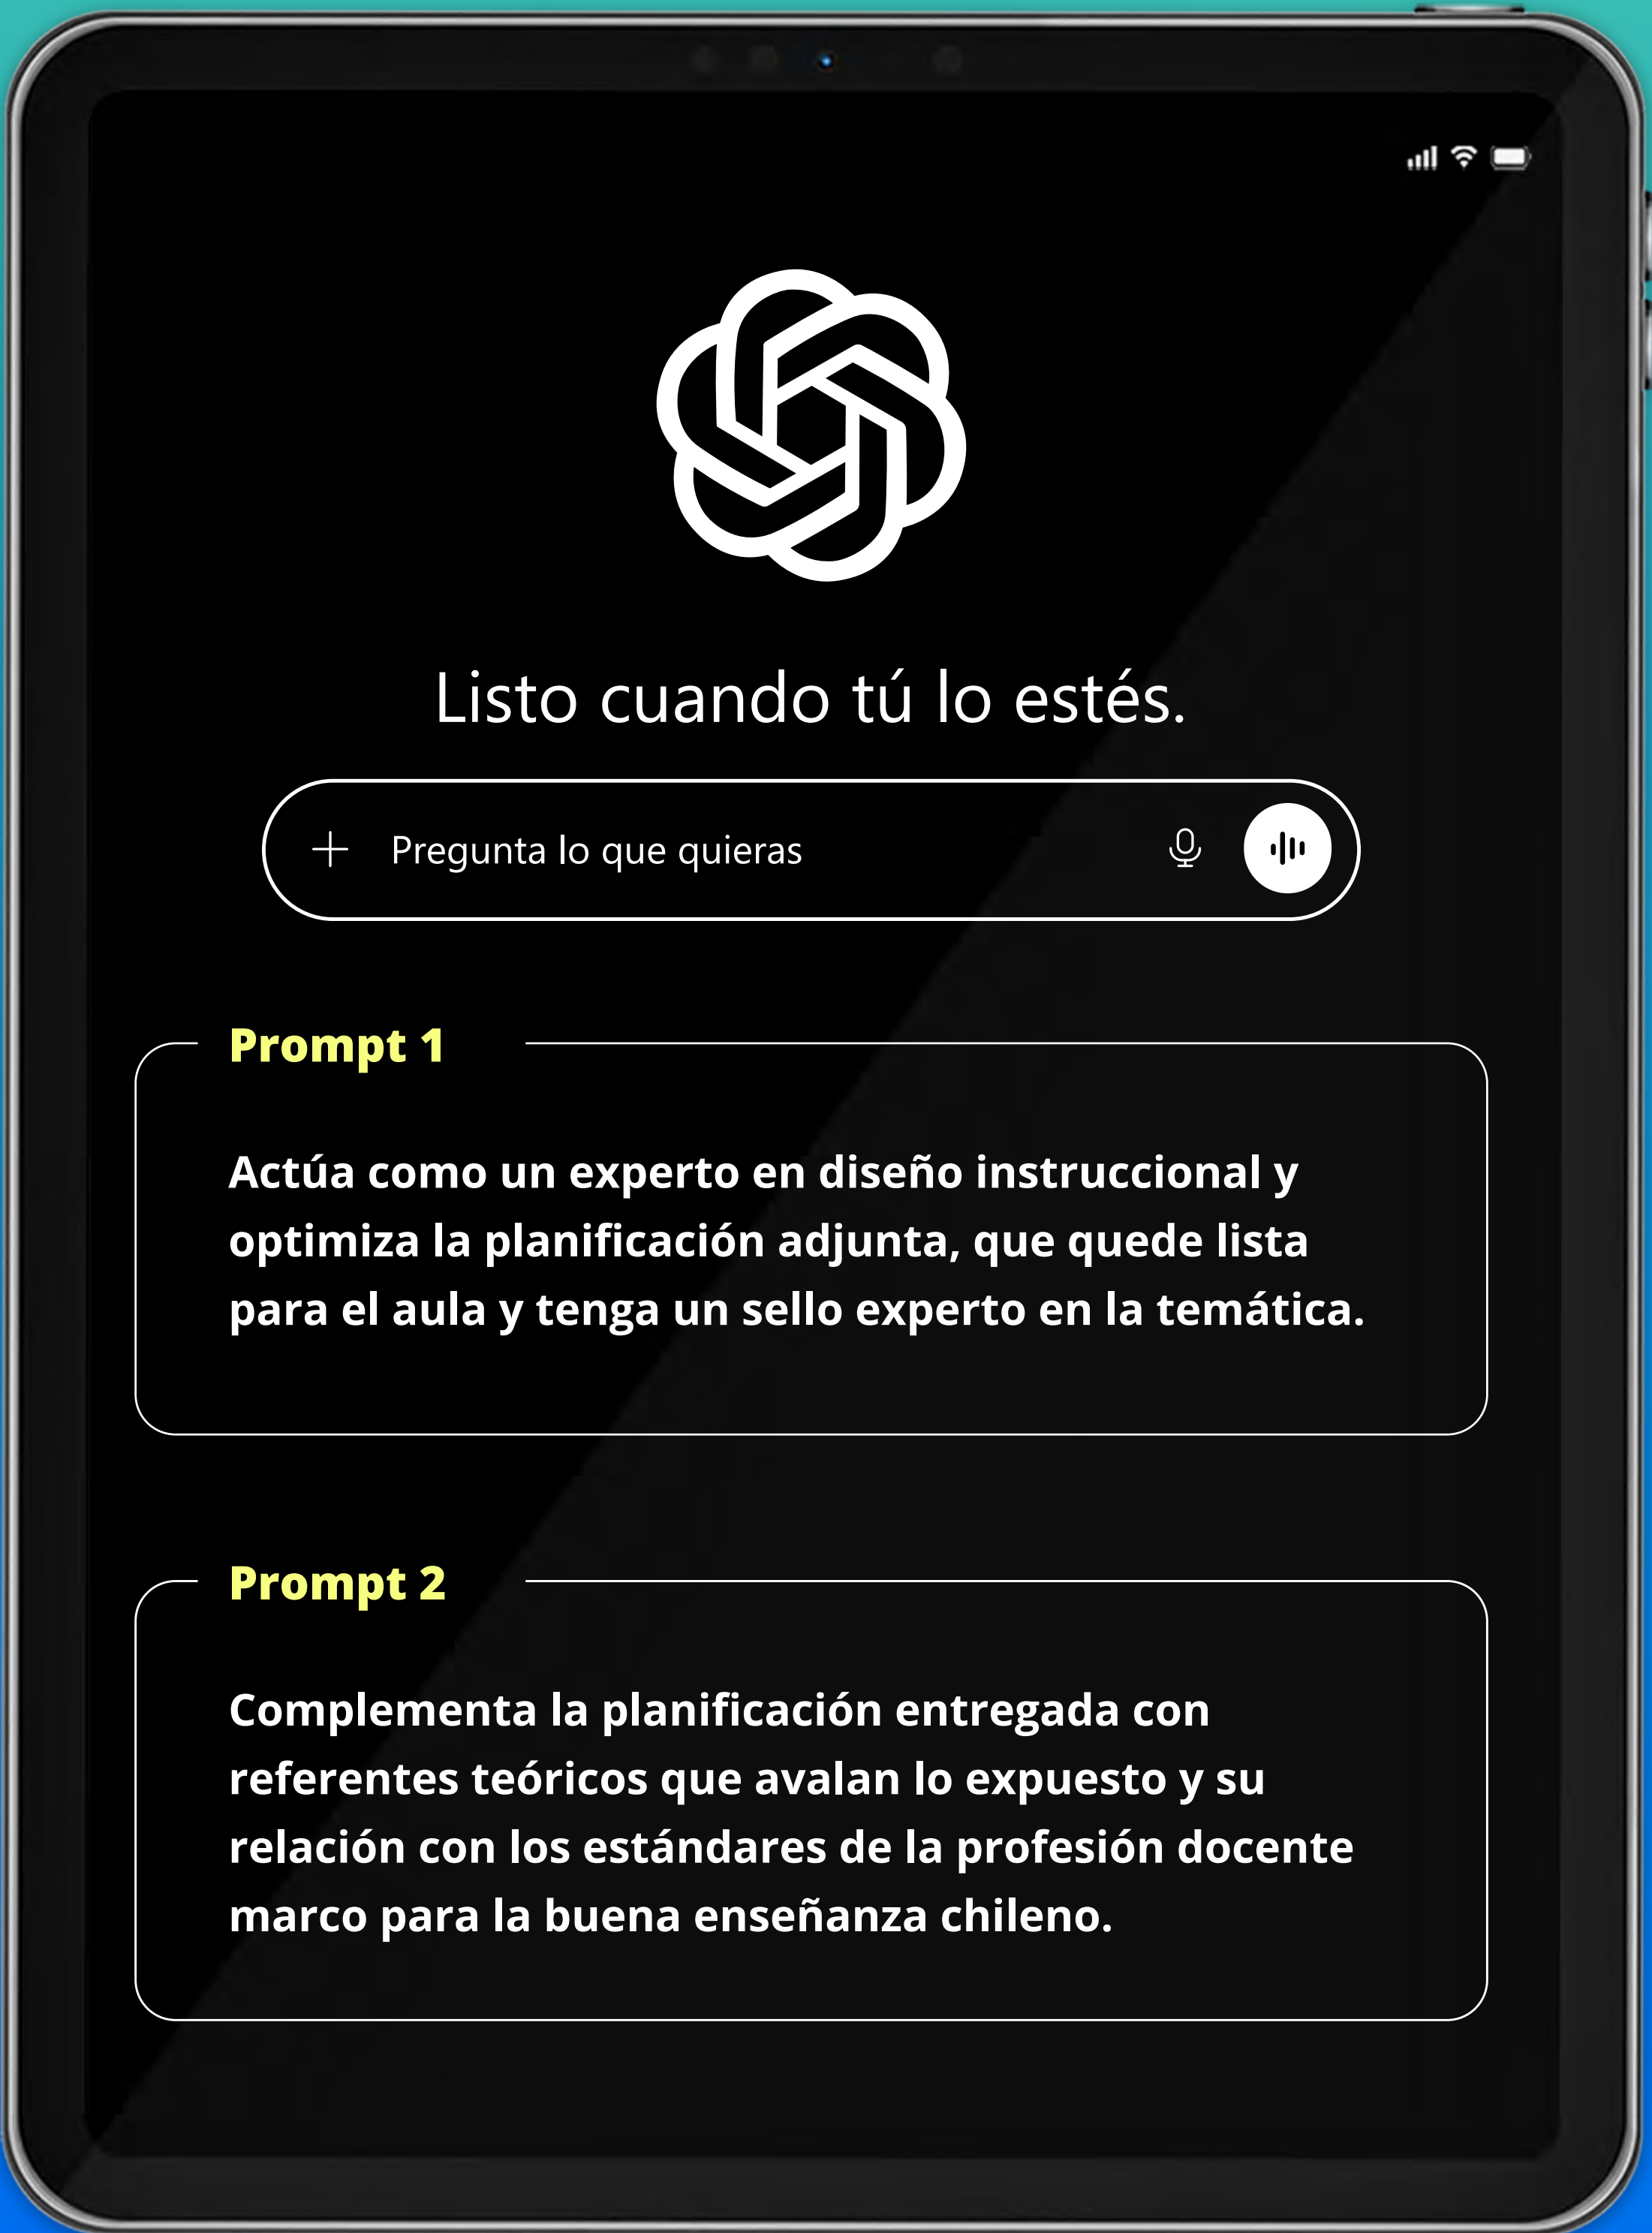 Listo cuando tú lo estés.
Pregunta lo que quieras
Prompt 1
Actúa como un experto en diseño instruccional y
optimiza la planificación adjunta, que quede lista
para el aula y tenga un sello experto en la temática.
Prompt 2
Complementa la planificación entregada con
referentes teóricos que avalan lo expuesto y su
relación con los estándares de la profesión docente
marco para la buena enseñanza chileno.